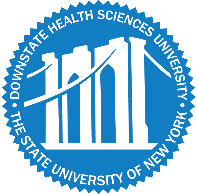 DOWNSTATE HEALTH SCIENCES UNIVERSITY
THE STATE UNIVERSITY OF NEW YORK